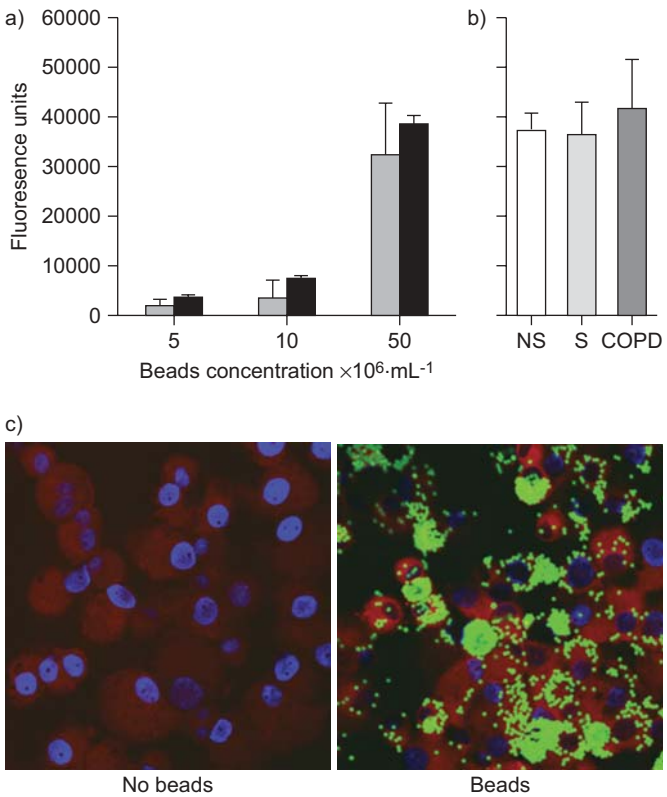 a)
60000
50000
40000
30000
20000
10000
0
Fluoresence units
5 10 50
Beads concentration ×10⁶·mL⁻¹
b)
NS S COPD
c)
No beads Beads